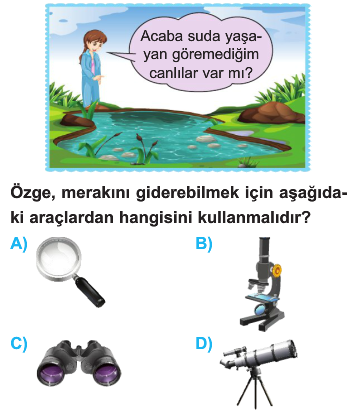 Acaba suda yaşa-
yan göremediğim
canlılar var mı?
Özge, merakını giderebilmek için aşağıda-
ki araçlardan hangisini kullanmalıdır?
A)
B)
C)
D)